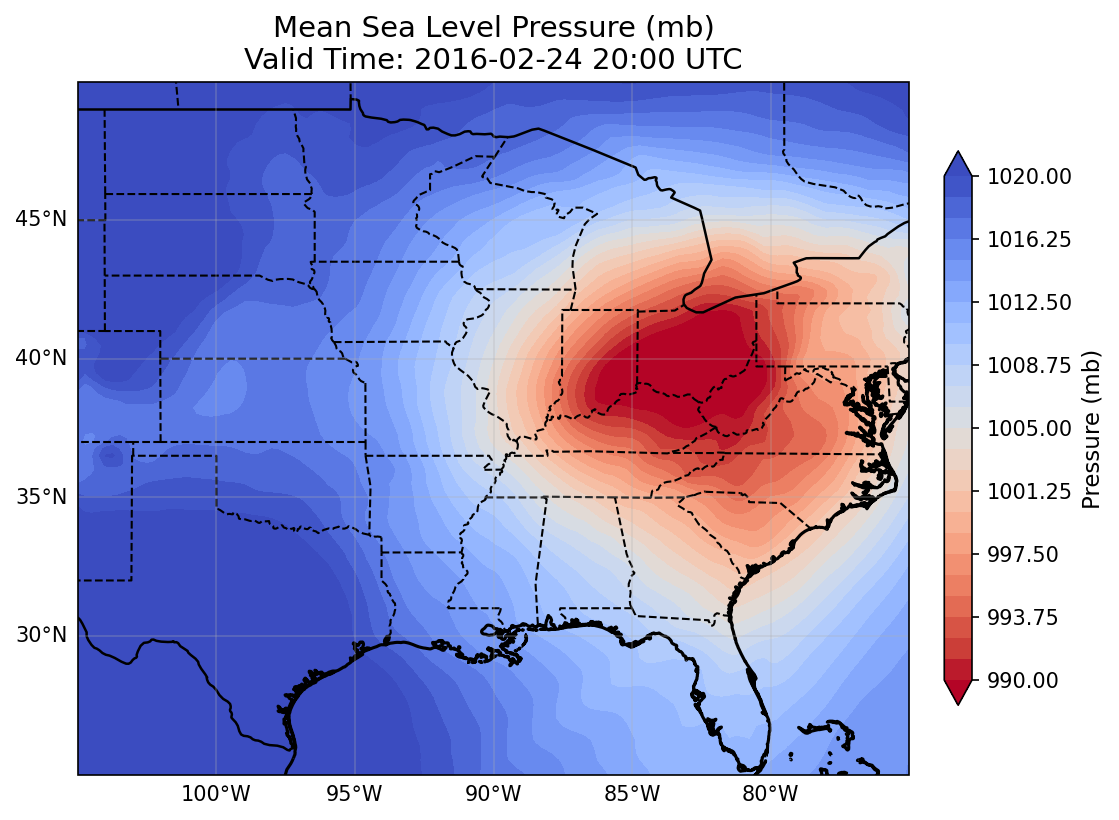 Mean Sea Level Pressure (mb)
Valid Time: 2016-02-24 20:00 UTC
45°N
40°N
35°N
30°N
100°W
95°W
90°W
85°W
80°W
1020.00
1016.25
1012.50
1008.75
1005.00
1001.25
997.50
993.75
990.00
Pressure (mb)